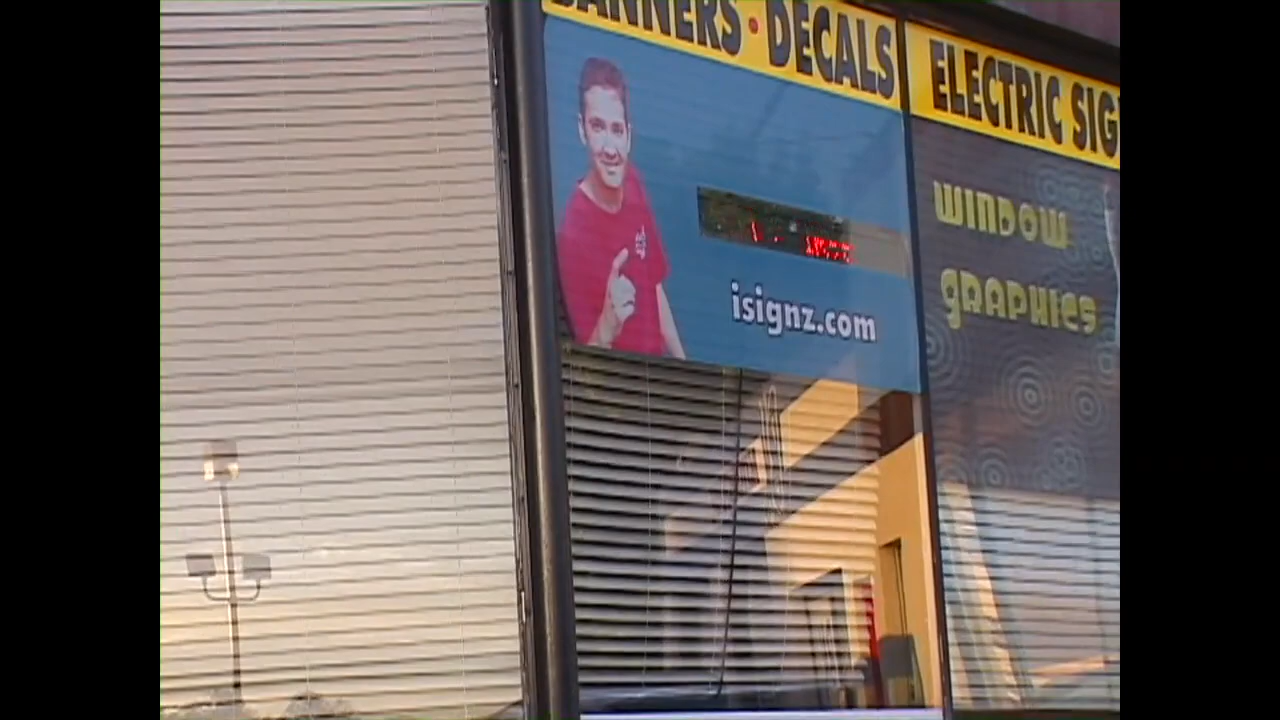 BANNERS • DECALS
ELECTRIC SIG
WINDOW
GRAPHICS
isignz.com